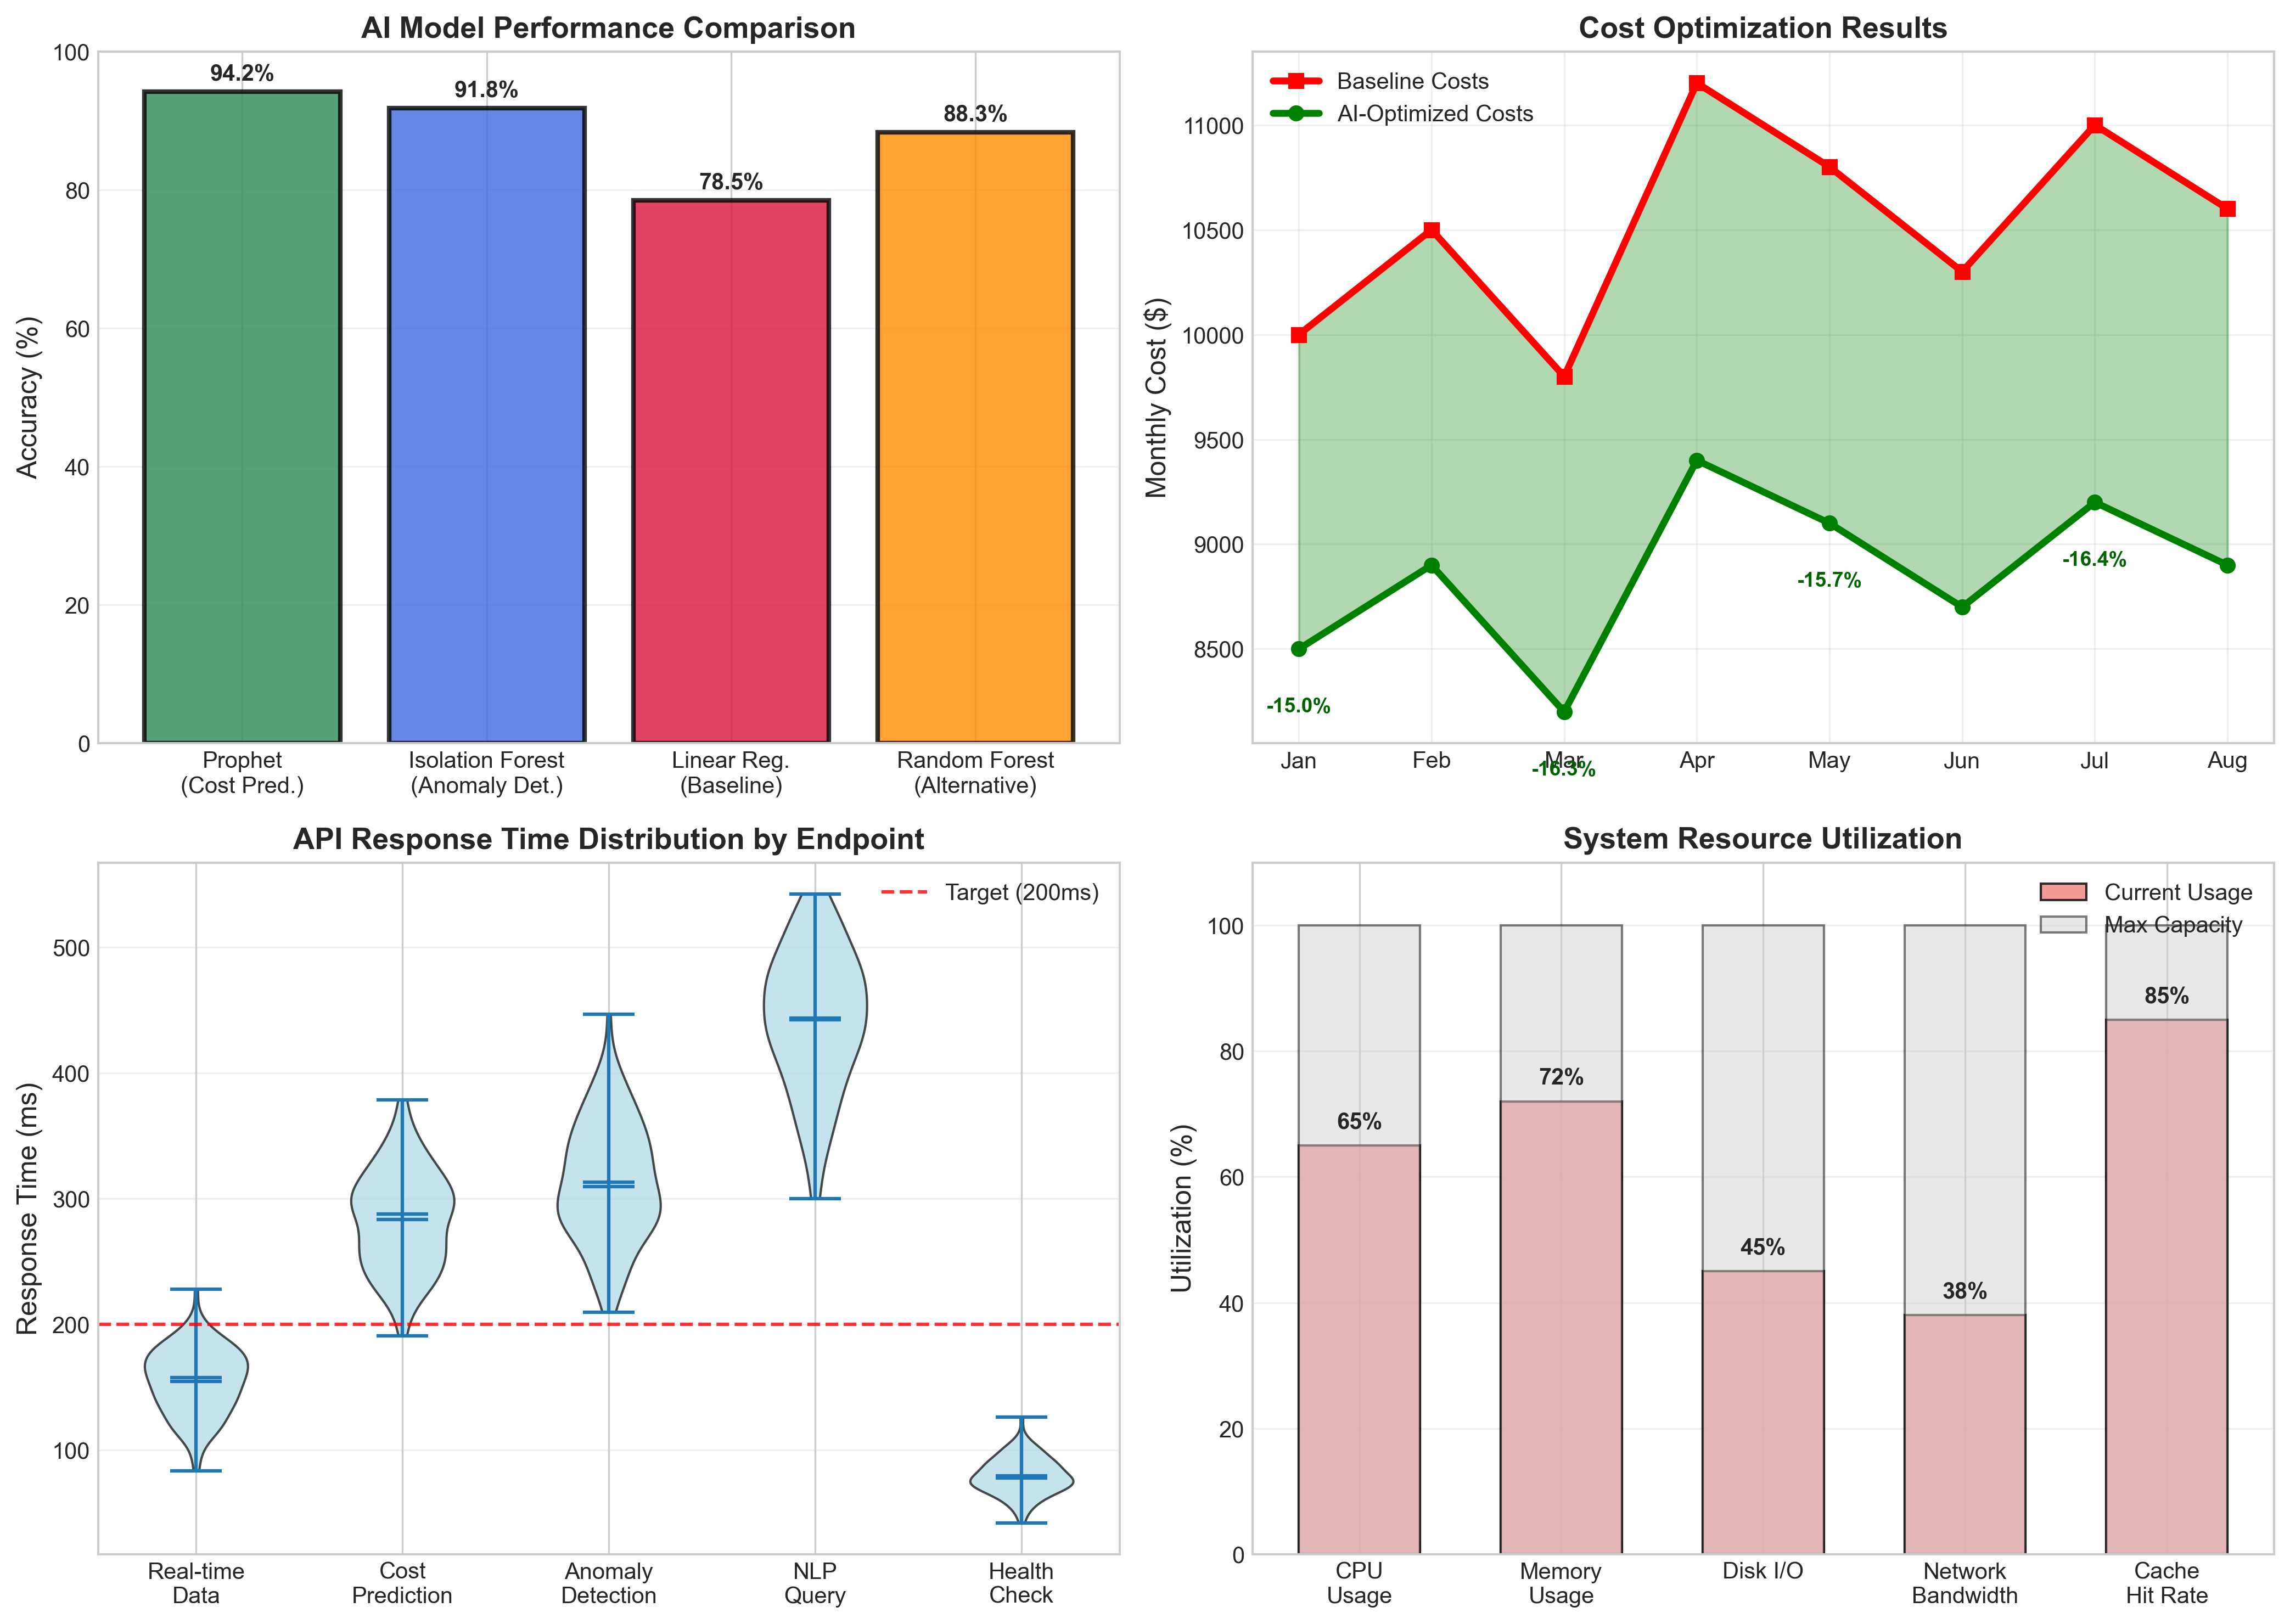 AI Model Performance Comparison
Accuracy (%)
100
80
60
40
20
0
94.2%
91.8%
78.5%
88.3%
Prophet
(Cost Pred.)
Isolation Forest
(Anomaly Det.)
Linear Reg.
(Baseline)
Random Forest
(Alternative)
Cost Optimization Results
Monthly Cost ($)
Baseline Costs
AI-Optimized Costs
11000
10500
10000
9500
9000
8500
-15.0%
-16.3%
-15.7%
-16.4%
Jan
Feb
Mar
Apr
May
Jun
Jul
Aug
API Response Time Distribution by Endpoint
Response Time (ms)
Target (200ms)
500
400
300
200
100
Real-time
Data
Cost
Prediction
Anomaly
Detection
NLP
Query
Health
Check
System Resource Utilization
Utilization (%)
Current Usage
Max Capacity
100
80
60
40
20
0
65%
72%
45%
38%
85%
CPU
Usage
Memory
Usage
Disk I/O
Network
Bandwidth
Cache
Hit Rate